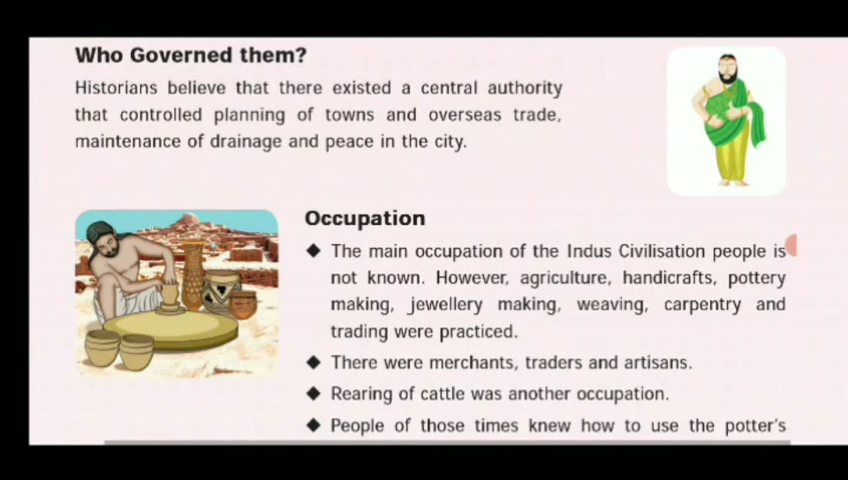 Who Governed them?
Historians believe that there existed a central authority
that controlled planning of towns and overseas trade,
maintenance of drainage and peace in the city.
Occupation
◆ The main occupation of the Indus Civilisation people is
not known. However, agriculture, handicrafts, pottery
making, jewellery making, weaving, carpentry and
trading were practiced.
◆ There were merchants, traders and artisans.
◆ Rearing of cattle was another occupation.
◆ People of those times knew how to use the potter's